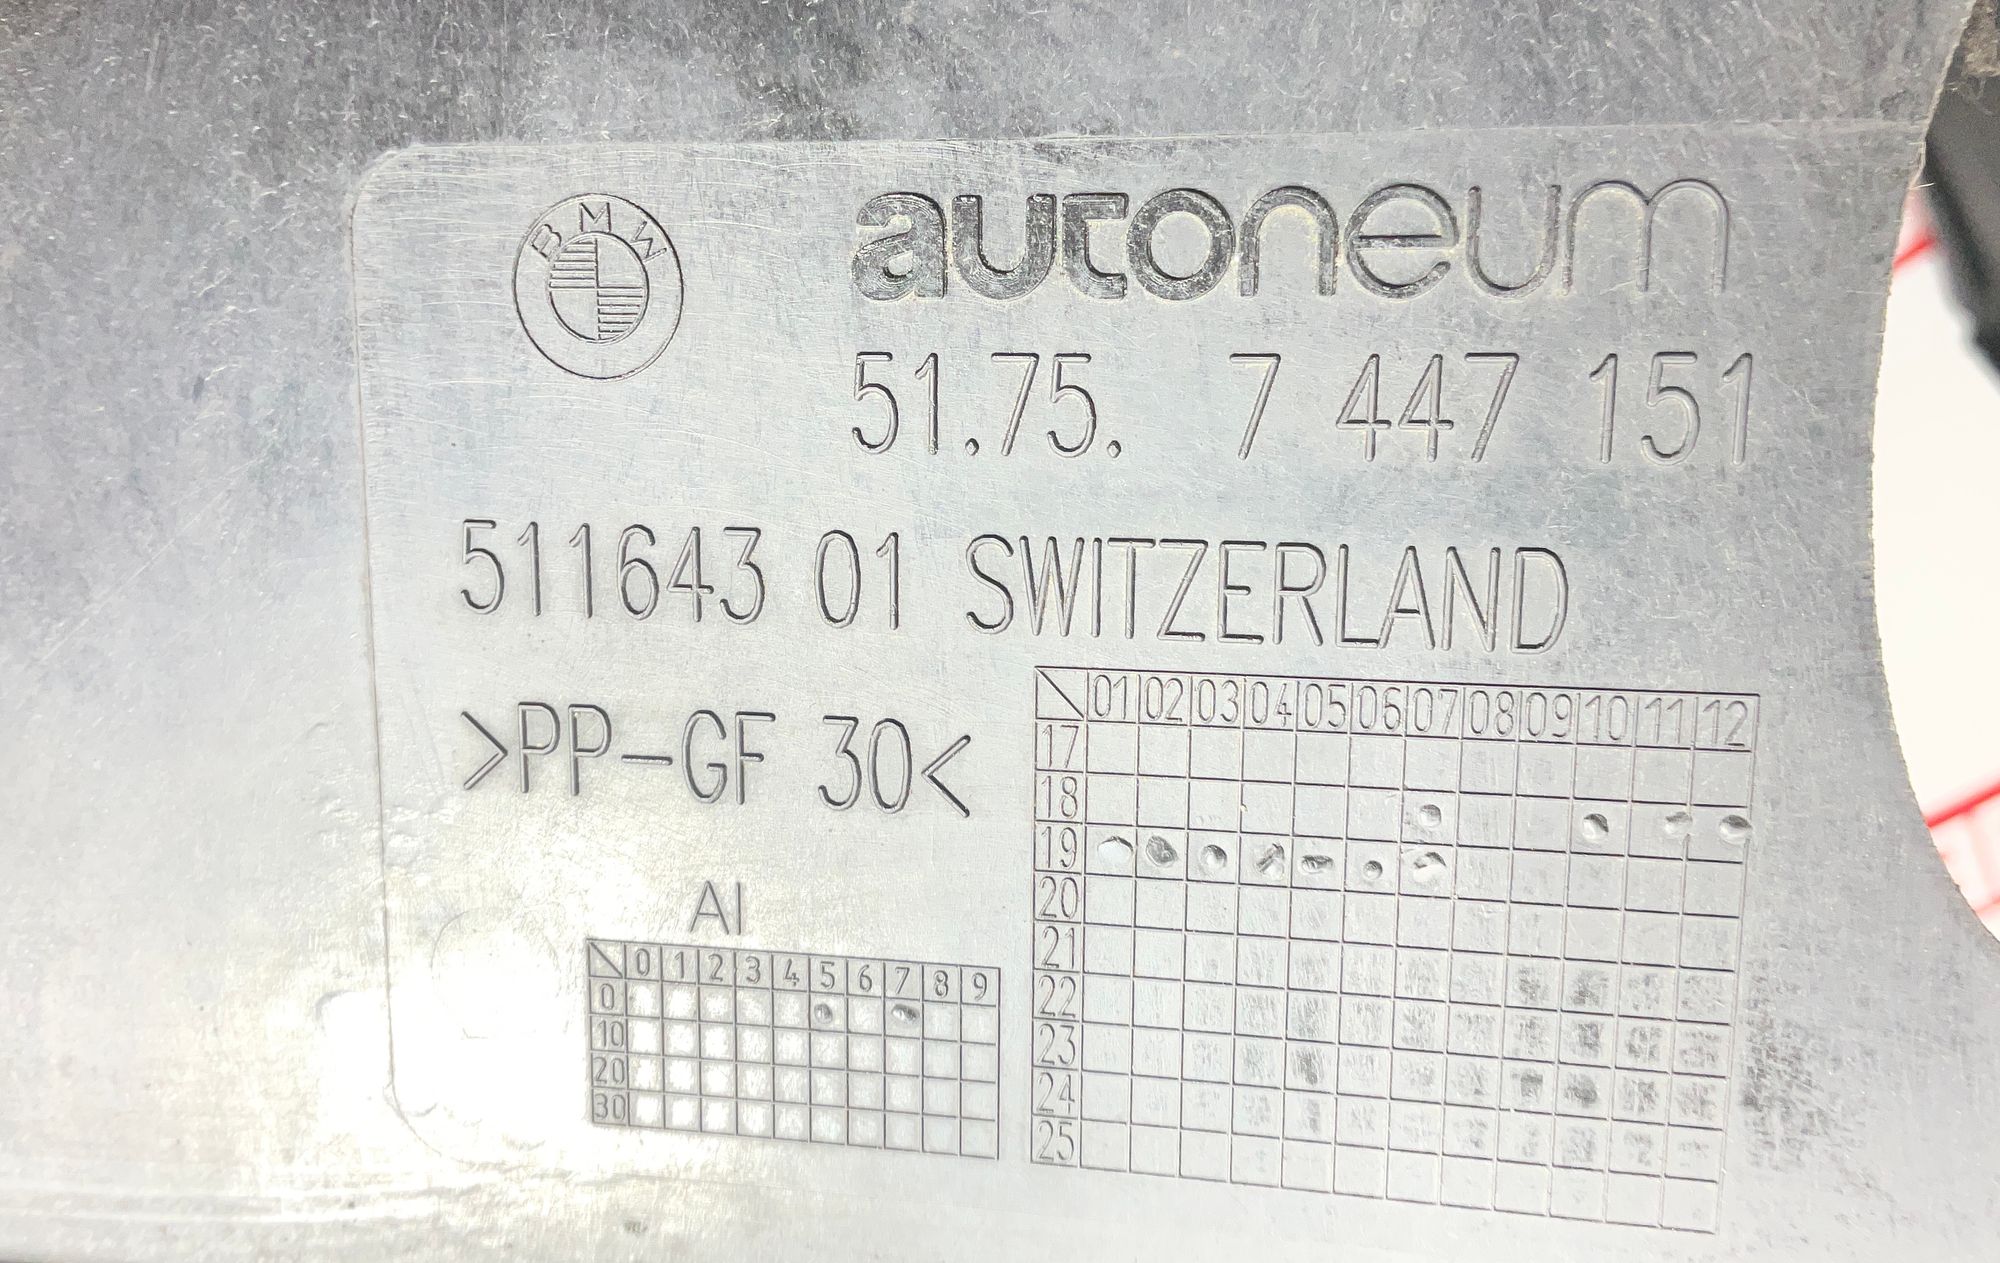 BMW
autoneum
51.75. 7 447 151
511643 01 SWITZERLAND
>PP-GF 30<
AI
0 1 2 3 4 5 6 7 8 9
0
10
20
30
01 02 03 04 05 06 07 08 09 10 11 12
17
18
19
20
21
22
23
24
25